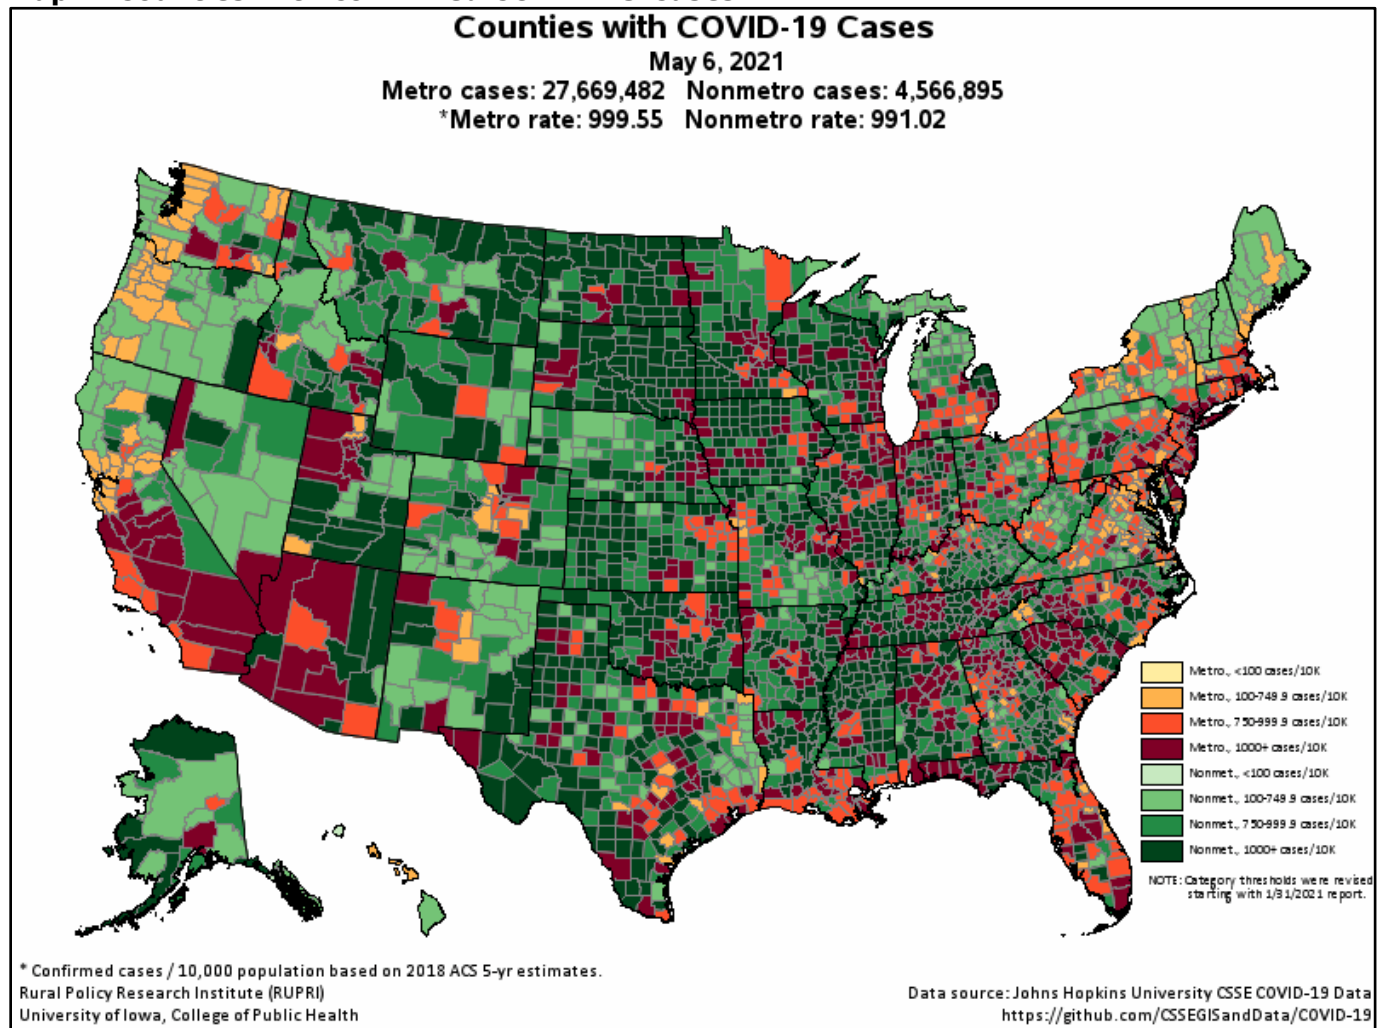 Counties with COVID-19 Cases
May 6, 2021
Metro cases: 27,669,482 Nonmetro cases: 4,566,895
*Metro rate: 999.55 Nonmetro rate: 991.02
Metro., <100 cases/10K
Metro., 100-749.9 cases/10K
Metro., 750-999.9 cases/10K
Metro., 1000+ cases/10K
Nonmet., <100 cases/10K
Nonmet., 100-749.9 cases/10K
Nonmet., 750-999.9 cases/10K
Nonmet., 1000+ cases/10K
NOTE: Category thresholds were revised
starting with 1/31/2021 report.
* Confirmed cases / 10,000 population based on 2018 ACS 5-yr estimates.
Rural Policy Research Institute (RUPRI)
University of Iowa, College of Public Health
Data source: Johns Hopkins University CSSE COVID-19 Data
https://github.com/CSSEGISandData/COVID-19